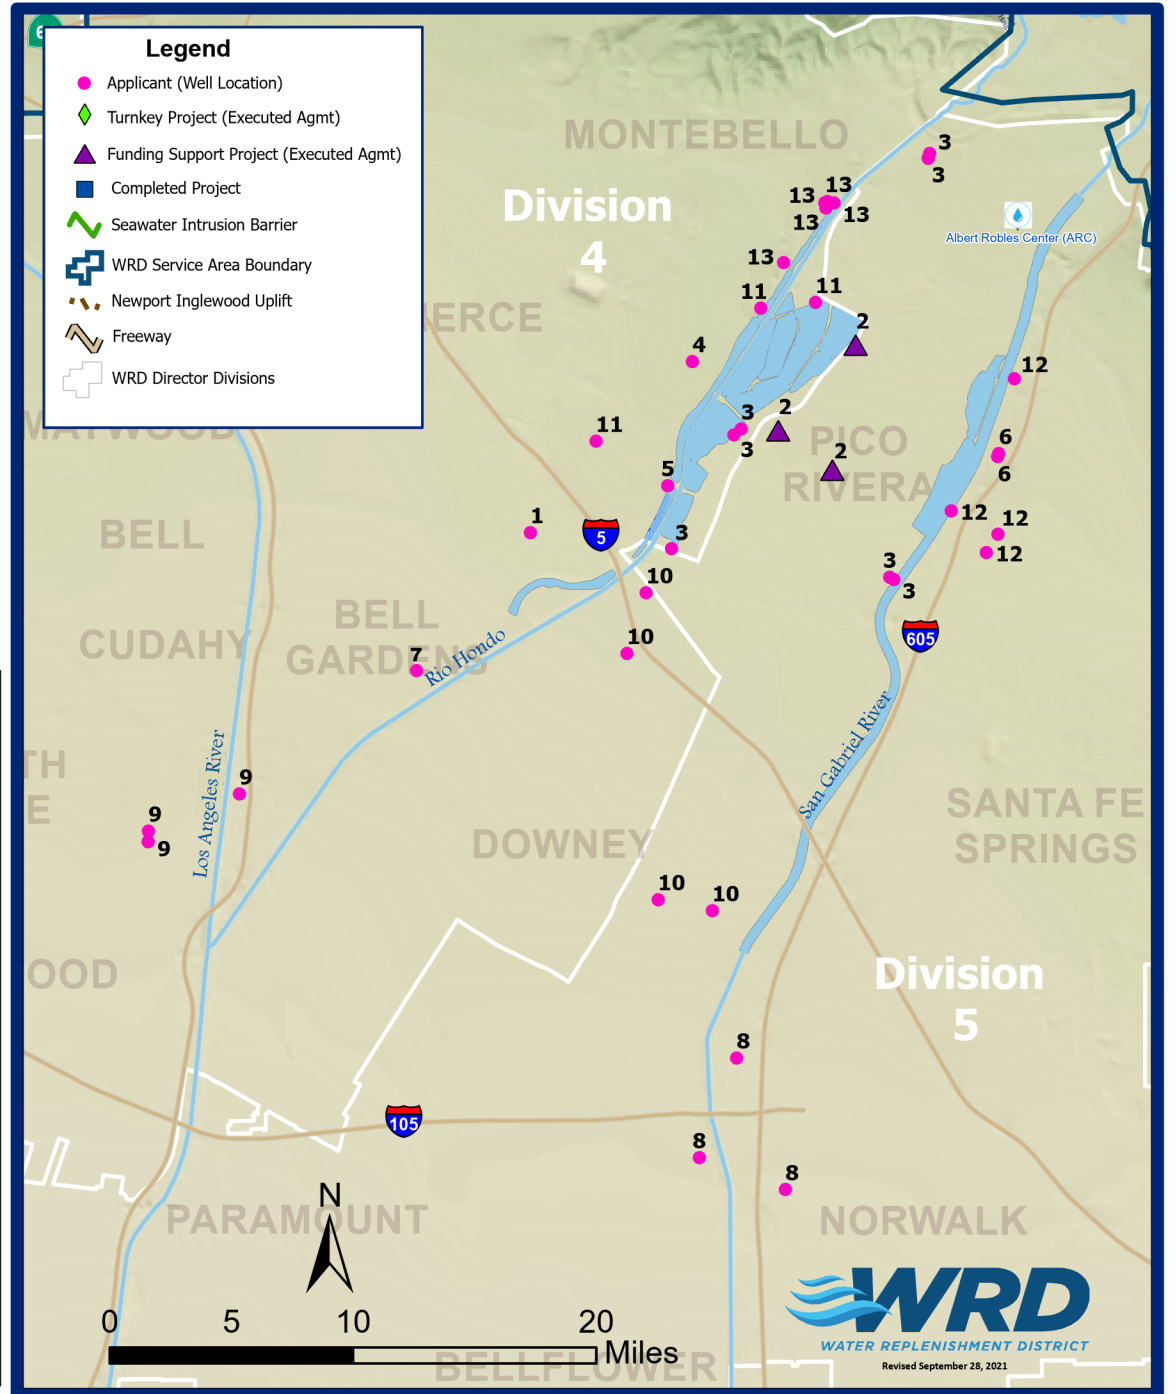 6
Legend
Applicant (Well Location)
Turnkey Project (Executed Agmt)
Funding Support Project (Executed Agmt)
Completed Project
Seawater Intrusion Barrier
WRD Service Area Boundary
Newport Inglewood Uplift
Freeway
WRD Director Divisions
MONTEBELLO
3
3
13
13
13
13
Division
4
Albert Robles Center (ARC)
13
11
11
ERCE
2
4
12
MAYWOOD
11
3
3
2
PICO
RIVERA
2
6
6
5
12
12
12
BELL
1
5
3
3
3
10
BELL
GARDENS
CUDAHY
Rio Hondo
7
10
605
San Gabriel River
Los Angeles River
TH
E
9
9
9
SANTA FE
SPRINGS
DOWNEY
10
10
OOD
Division
5
8
105
8
8
N
PARAMOUNT
NORWALK
0
5
10
20
Miles
BELLFLOWER
WRD
WATER REPLENISHMENT DISTRICT
Revised September 28, 2021